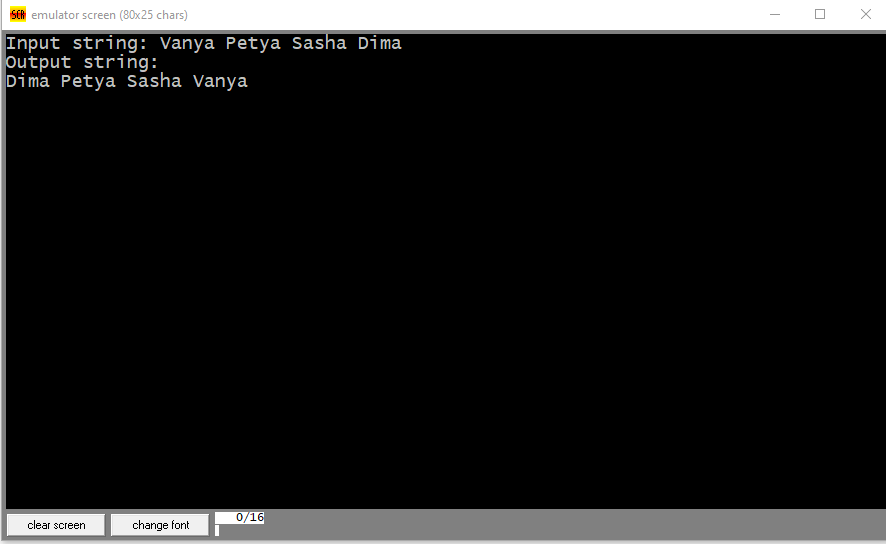 SCR emulator screen (80x25 chars)
Input string: Vanya Petya Sasha Dima
Output string:
Dima Petya Sasha Vanya
clear screen change font 0/16